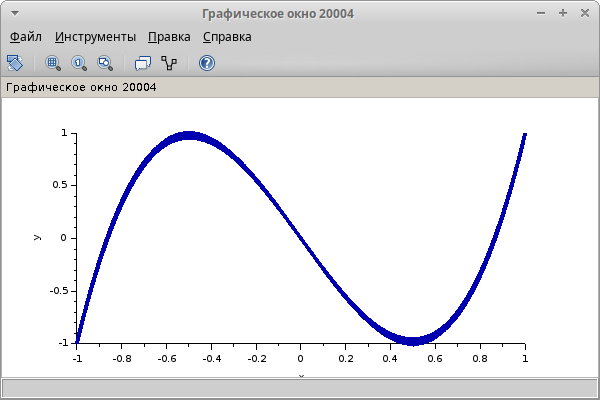 Графическое окно 20004
Файл Инструменты Правка Справка
Графическое окно 20004
1
0.5
0
-0.5
-1
y
-1 -0.8 -0.6 -0.4 -0.2 0 0.2 0.4 0.6 0.8 1